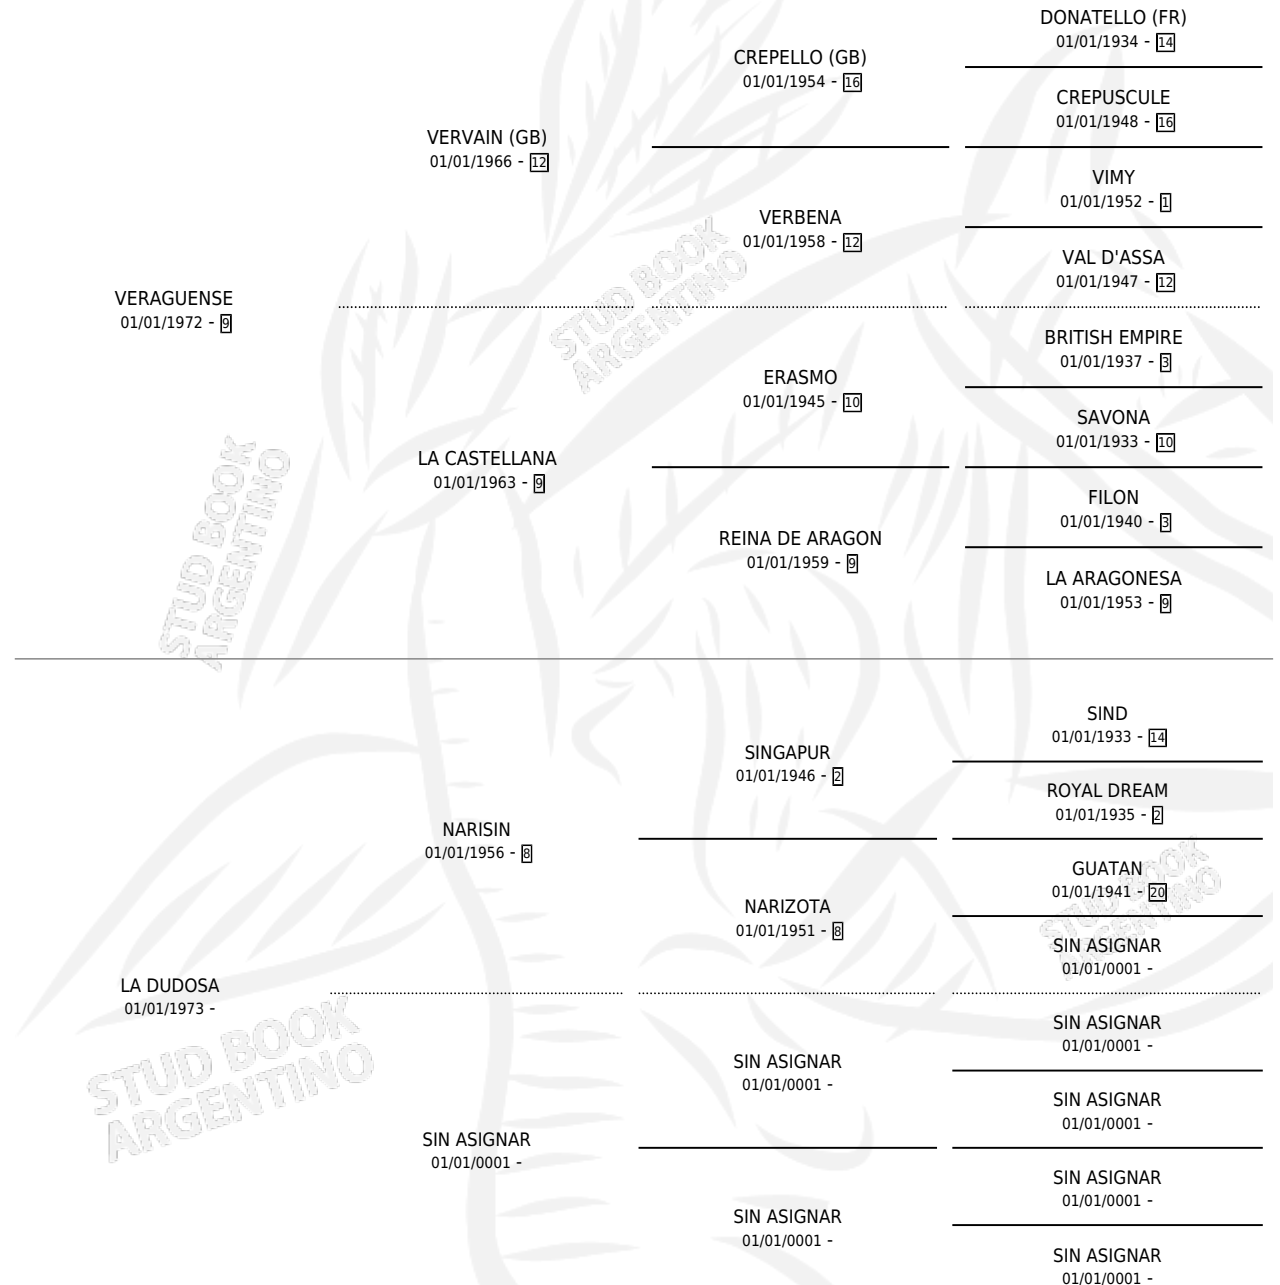 DONATELLO (FR)
01/01/1934 - 14
CREPELLO (GB)
01/01/1954 - 16
CREPUSCULE
01/01/1948 - 16
VERVAIN (GB)
01/01/1966 - 12
VIMY
01/01/1952 - 1
VERBENA
01/01/1958 - 12
VAL D'ASSA
01/01/1947 - 12
VERAGUENSE
01/01/1972 - 9
BRITISH EMPIRE
01/01/1937 - 3
ERASMO
01/01/1945 - 10
SAVONA
01/01/1933 - 10
LA CASTELLANA
01/01/1963 - 9
FILON
01/01/1940 - 3
REINA DE ARAGON
01/01/1959 - 9
LA ARAGONESA
01/01/1953 - 9
STUD BOOK
ARGENTINO
STUD BOOK
ARGENTINO
SIND
01/01/1933 - 14
SINGAPUR
01/01/1946 - 2
ROYAL DREAM
01/01/1935 - 2
NARISIN
01/01/1956 - 8
GUATAN
01/01/1941 - 20
NARIZOTA
01/01/1951 - 8
SIN ASIGNAR
01/01/0001 -
STUD BOOK
ARGENTINO
LA DUDOSA
01/01/1973 -
SIN ASIGNAR
01/01/0001 -
SIN ASIGNAR
01/01/0001 -
SIN ASIGNAR
01/01/0001 -
STUD BOOK
ARGENTINO
SIN ASIGNAR
01/01/0001 -
SIN ASIGNAR
01/01/0001 -
SIN ASIGNAR
01/01/0001 -
SIN ASIGNAR
01/01/0001 -